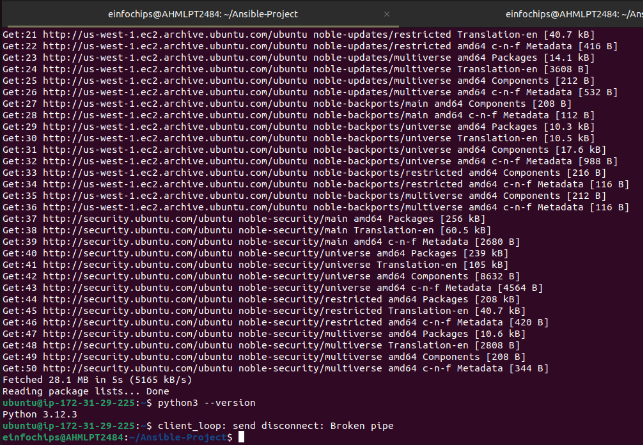 einfochips@AHMLPT2484: ~/Ansible-Project
einfochips@AHMLPT2484: ~/Ansi
Get:21 http://us-west-1.ec2.archive.ubuntu.com/ubuntu noble-updates/restricted Translation-en [40.7 kB]
Get:22 http://us-west-1.ec2.archive.ubuntu.com/ubuntu noble-updates/restricted amd64 c-n-f Metadata [416 B]
Get:23 http://us-west-1.ec2.archive.ubuntu.com/ubuntu noble-updates/multiverse amd64 Packages [14.1 kB]
Get:24 http://us-west-1.ec2.archive.ubuntu.com/ubuntu noble-updates/multiverse Translation-en [3608 B]
Get:25 http://us-west-1.ec2.archive.ubuntu.com/ubuntu noble-updates/multiverse amd64 Components [212 B]
Get:26 http://us-west-1.ec2.archive.ubuntu.com/ubuntu noble-updates/multiverse amd64 c-n-f Metadata [532 B]
Get:27 http://us-west-1.ec2.archive.ubuntu.com/ubuntu noble-backports/main amd64 Components [208 B]
Get:28 http://us-west-1.ec2.archive.ubuntu.com/ubuntu noble-backports/main amd64 c-n-f Metadata [112 B]
Get:29 http://us-west-1.ec2.archive.ubuntu.com/ubuntu noble-backports/universe amd64 Packages [10.3 kB]
Get:30 http://us-west-1.ec2.archive.ubuntu.com/ubuntu noble-backports/universe Translation-en [10.5 kB]
Get:31 http://us-west-1.ec2.archive.ubuntu.com/ubuntu noble-backports/universe amd64 Components [17.6 kB]
Get:32 http://us-west-1.ec2.archive.ubuntu.com/ubuntu noble-backports/universe amd64 c-n-f Metadata [988 B]
Get:33 http://us-west-1.ec2.archive.ubuntu.com/ubuntu noble-backports/restricted amd64 Components [216 B]
Get:34 http://us-west-1.ec2.archive.ubuntu.com/ubuntu noble-backports/restricted amd64 c-n-f Metadata [116 B]
Get:35 http://us-west-1.ec2.archive.ubuntu.com/ubuntu noble-backports/multiverse amd64 Components [212 B]
Get:36 http://us-west-1.ec2.archive.ubuntu.com/ubuntu noble-backports/multiverse amd64 c-n-f Metadata [116 B]
Get:37 http://security.ubuntu.com/ubuntu noble-security/main amd64 Packages [256 kB]
Get:38 http://security.ubuntu.com/ubuntu noble-security/main Translation-en [60.5 kB]
Get:39 http://security.ubuntu.com/ubuntu noble-security/main amd64 c-n-f Metadata [2680 B]
Get:40 http://security.ubuntu.com/ubuntu noble-security/universe amd64 Packages [239 kB]
Get:41 http://security.ubuntu.com/ubuntu noble-security/universe Translation-en [105 kB]
Get:42 http://security.ubuntu.com/ubuntu noble-security/universe amd64 Components [8632 B]
Get:43 http://security.ubuntu.com/ubuntu noble-security/universe amd64 c-n-f Metadata [4564 B]
Get:44 http://security.ubuntu.com/ubuntu noble-security/restricted amd64 Packages [208 kB]
Get:45 http://security.ubuntu.com/ubuntu noble-security/restricted Translation-en [40.7 kB]
Get:46 http://security.ubuntu.com/ubuntu noble-security/restricted amd64 c-n-f Metadata [420 B]
Get:47 http://security.ubuntu.com/ubuntu noble-security/multiverse amd64 Packages [10.6 kB]
Get:48 http://security.ubuntu.com/ubuntu noble-security/multiverse Translation-en [2808 B]
Get:49 http://security.ubuntu.com/ubuntu noble-security/multiverse amd64 Components [208 B]
Get:50 http://security.ubuntu.com/ubuntu noble-security/multiverse amd64 c-n-f Metadata [344 B]
Fetched 28.1 MB in 5s (5165 kB/s)
Reading package lists... Done
ubuntu@ip-172-31-29-225:~$ python3 --version
Python 3.12.3
ubuntu@ip-172-31-29-225:~$ client_loop: send disconnect: Broken pipe
einfochips@AHMLPT2484:~/Ansible-Project$